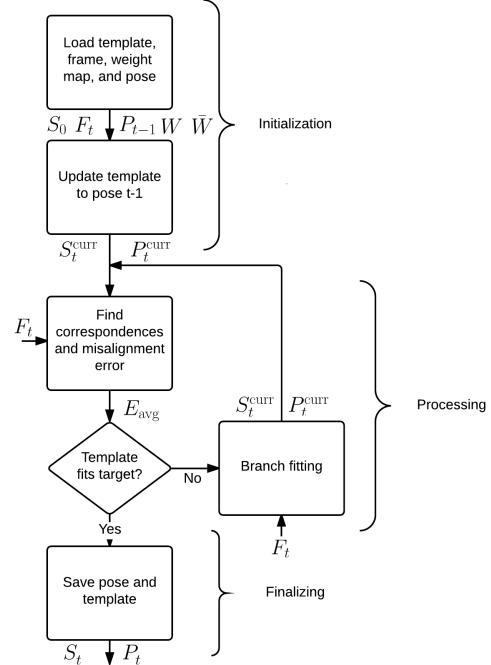 Load template,
frame, weight
map, and pose
S_0 F_t P_{t−1} W W̄
Initialization
Update template
to pose t-1
S_t^{curr} P_t^{curr}
Find
correspondences
and misalignment
error
F_t
E_{avg}
S_t^{curr} P_t^{curr}
Processing
Template
fits target?
No
Branch fitting
F_t
Yes
Save pose and
template
Finalizing
S_t P_t